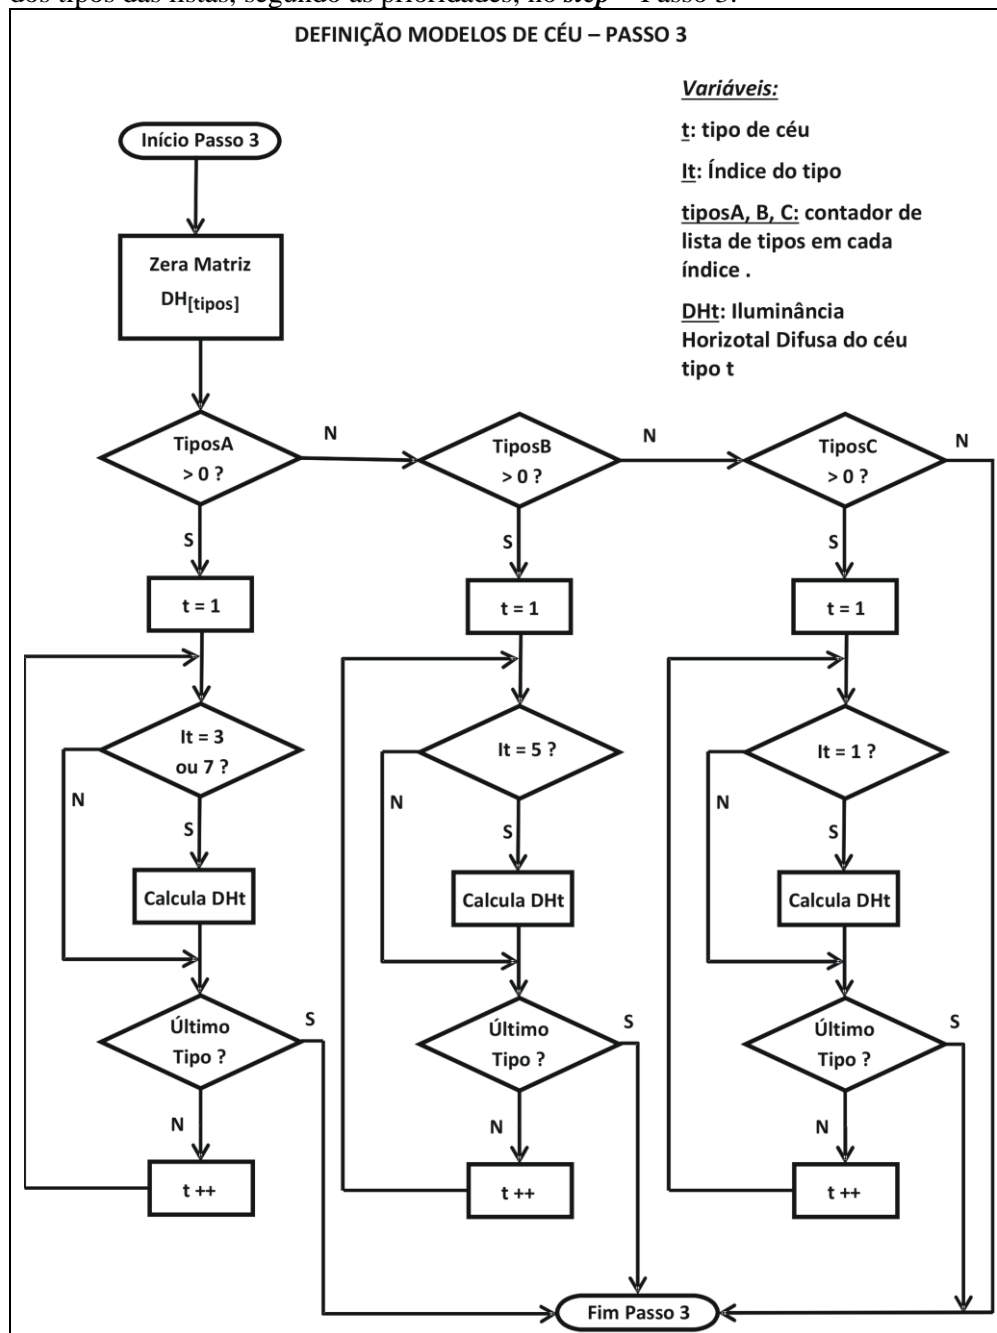 dos tipos das listas, segundo as prioridades, no step – Passo 3.
DEFINIÇÃO MODELOS DE CÉU – PASSO 3
Variáveis:
t: tipo de céu
It: Índice do tipo
tiposA, B, C: contador de
lista de tipos em cada
índice .
DHt: Iluminância
Horizotal Difusa do céu
tipo t
Início Passo 3
Zera Matriz
DH[tipos]
TiposA
> 0 ?
N
S
t = 1
It = 3
ou 7 ?
N
S
Calcula DHt
Último
Tipo ?
S
N
t ++
TiposB
> 0 ?
N
S
t = 1
It = 5 ?
N
S
Calcula DHt
Último
Tipo ?
S
N
t ++
TiposC
> 0 ?
N
S
t = 1
It = 1 ?
N
S
Calcula DHt
Último
Tipo ?
S
N
t ++
Fim Passo 3